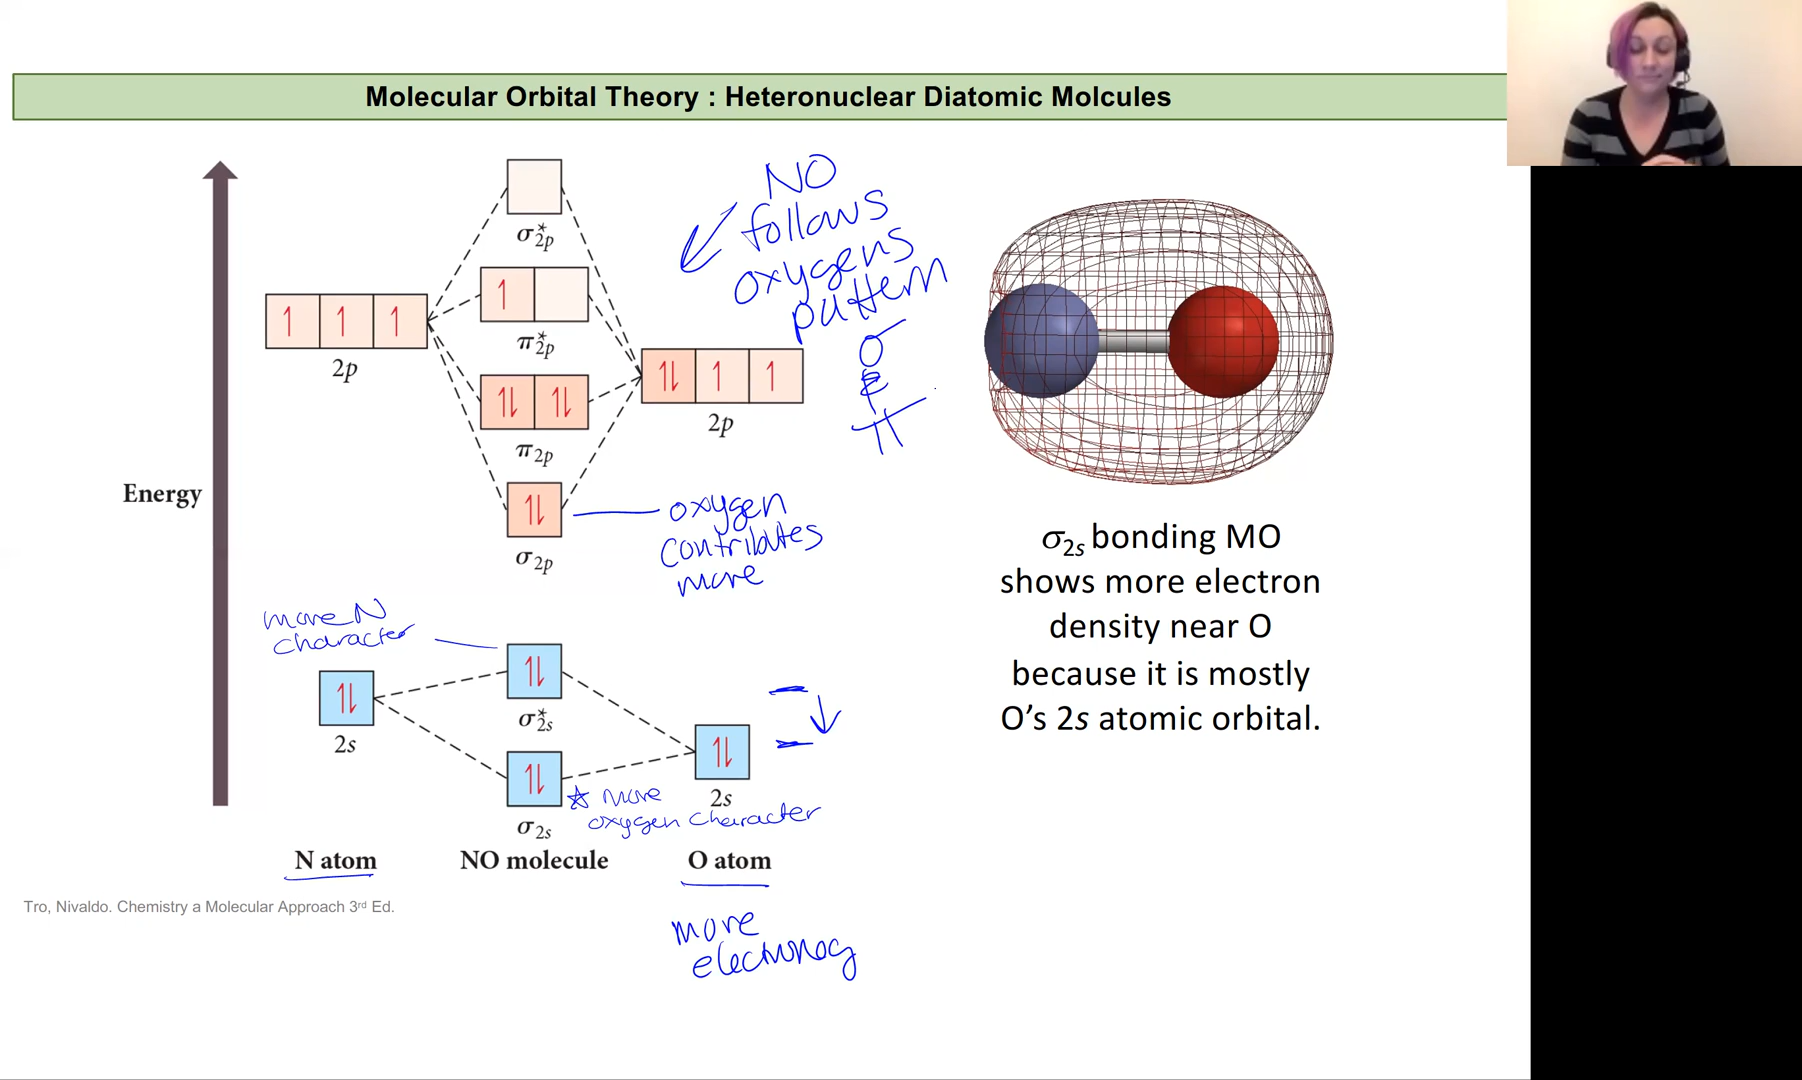 Molecular Orbital Theory : Heteronuclear Diatomic Molcules
NO
follows
oxygens
pattern
σ
π
σ*2p
π*2p
2p
2p
π2p
Energy
σ2p
oxygen
contributes
more
more N
character
σ*2s
2s
2s
σ2s
☆ more
oxygen character
N atom
NO molecule
O atom
more
electroneg
σ2s bonding MO
shows more electron
density near O
because it is mostly
O’s 2s atomic orbital.
Tro, Nivaldo. Chemistry a Molecular Approach 3rd Ed.